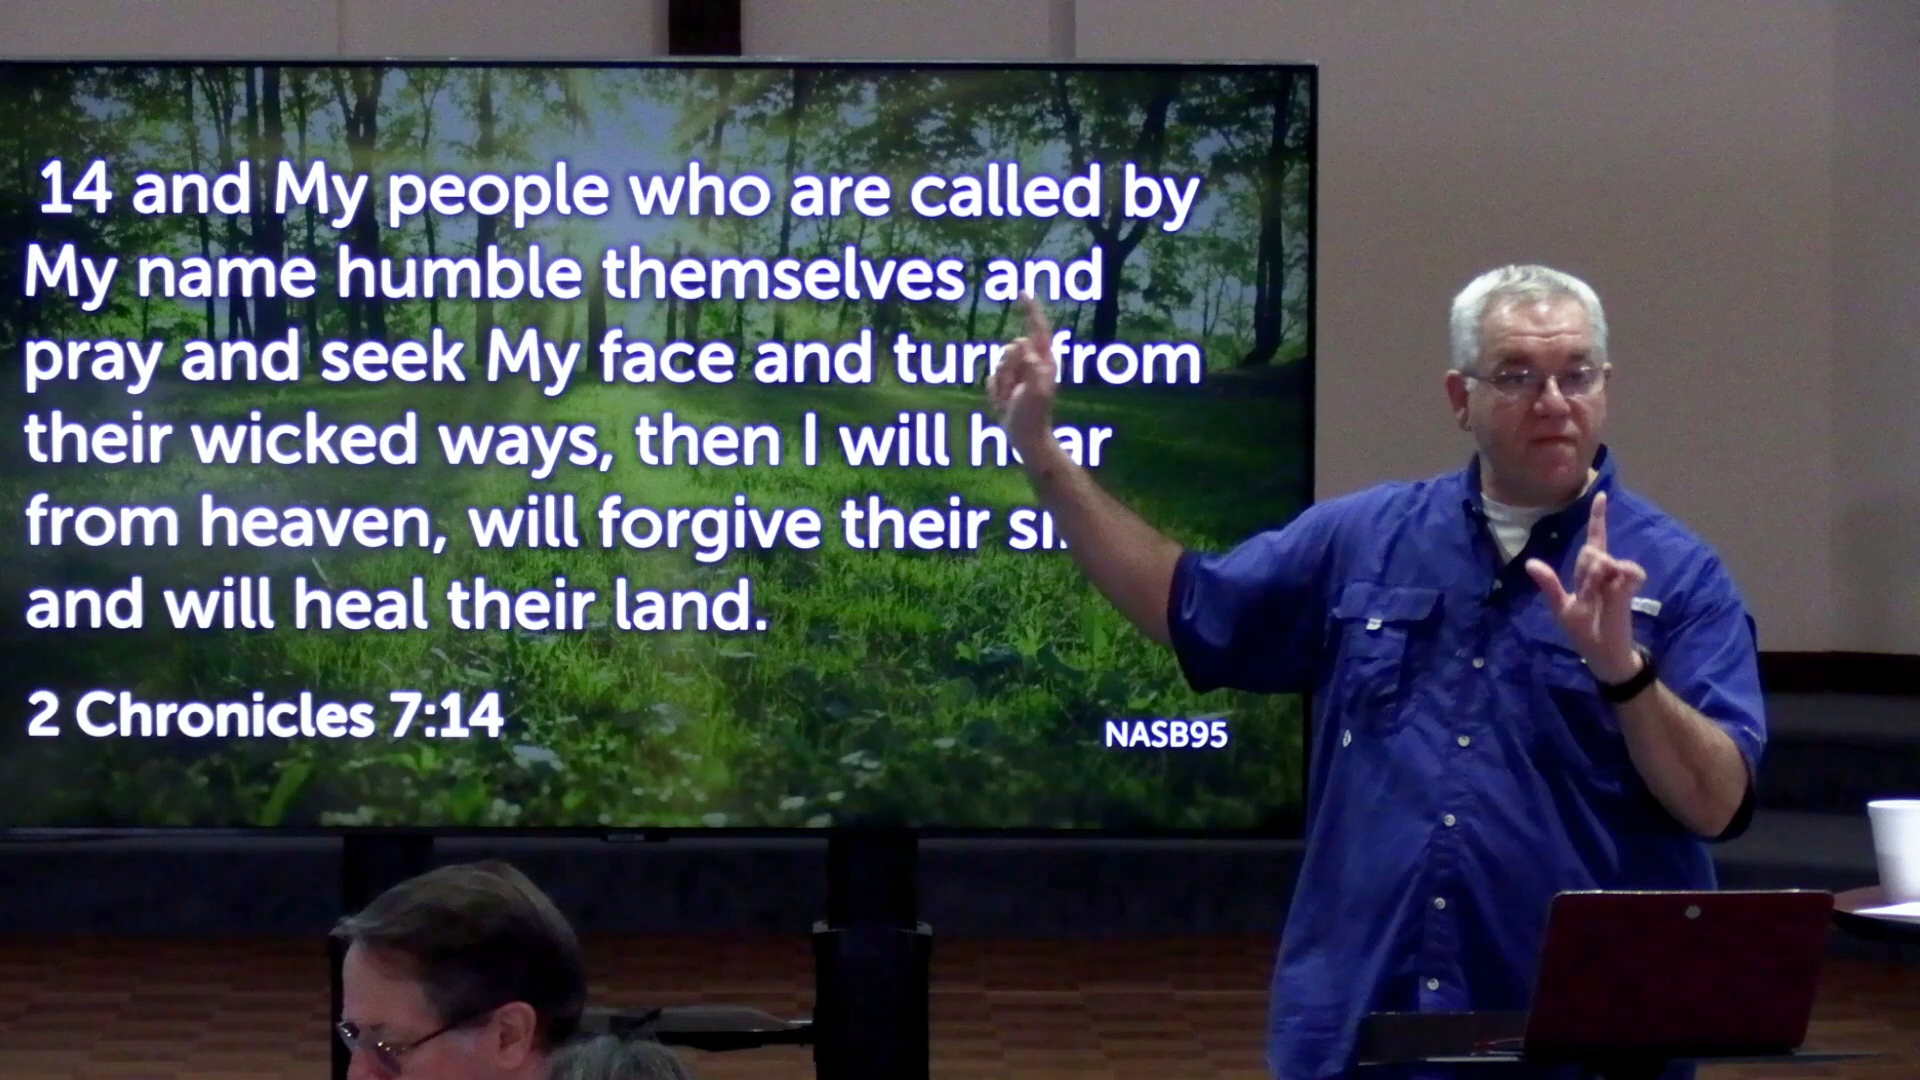 14 and My people who are called by
My name humble themselves and
pray and seek My face and turn from
their wicked ways, then I will hear
from heaven, will forgive their
and will heal their land.
2 Chronicles 7:14
NASB95